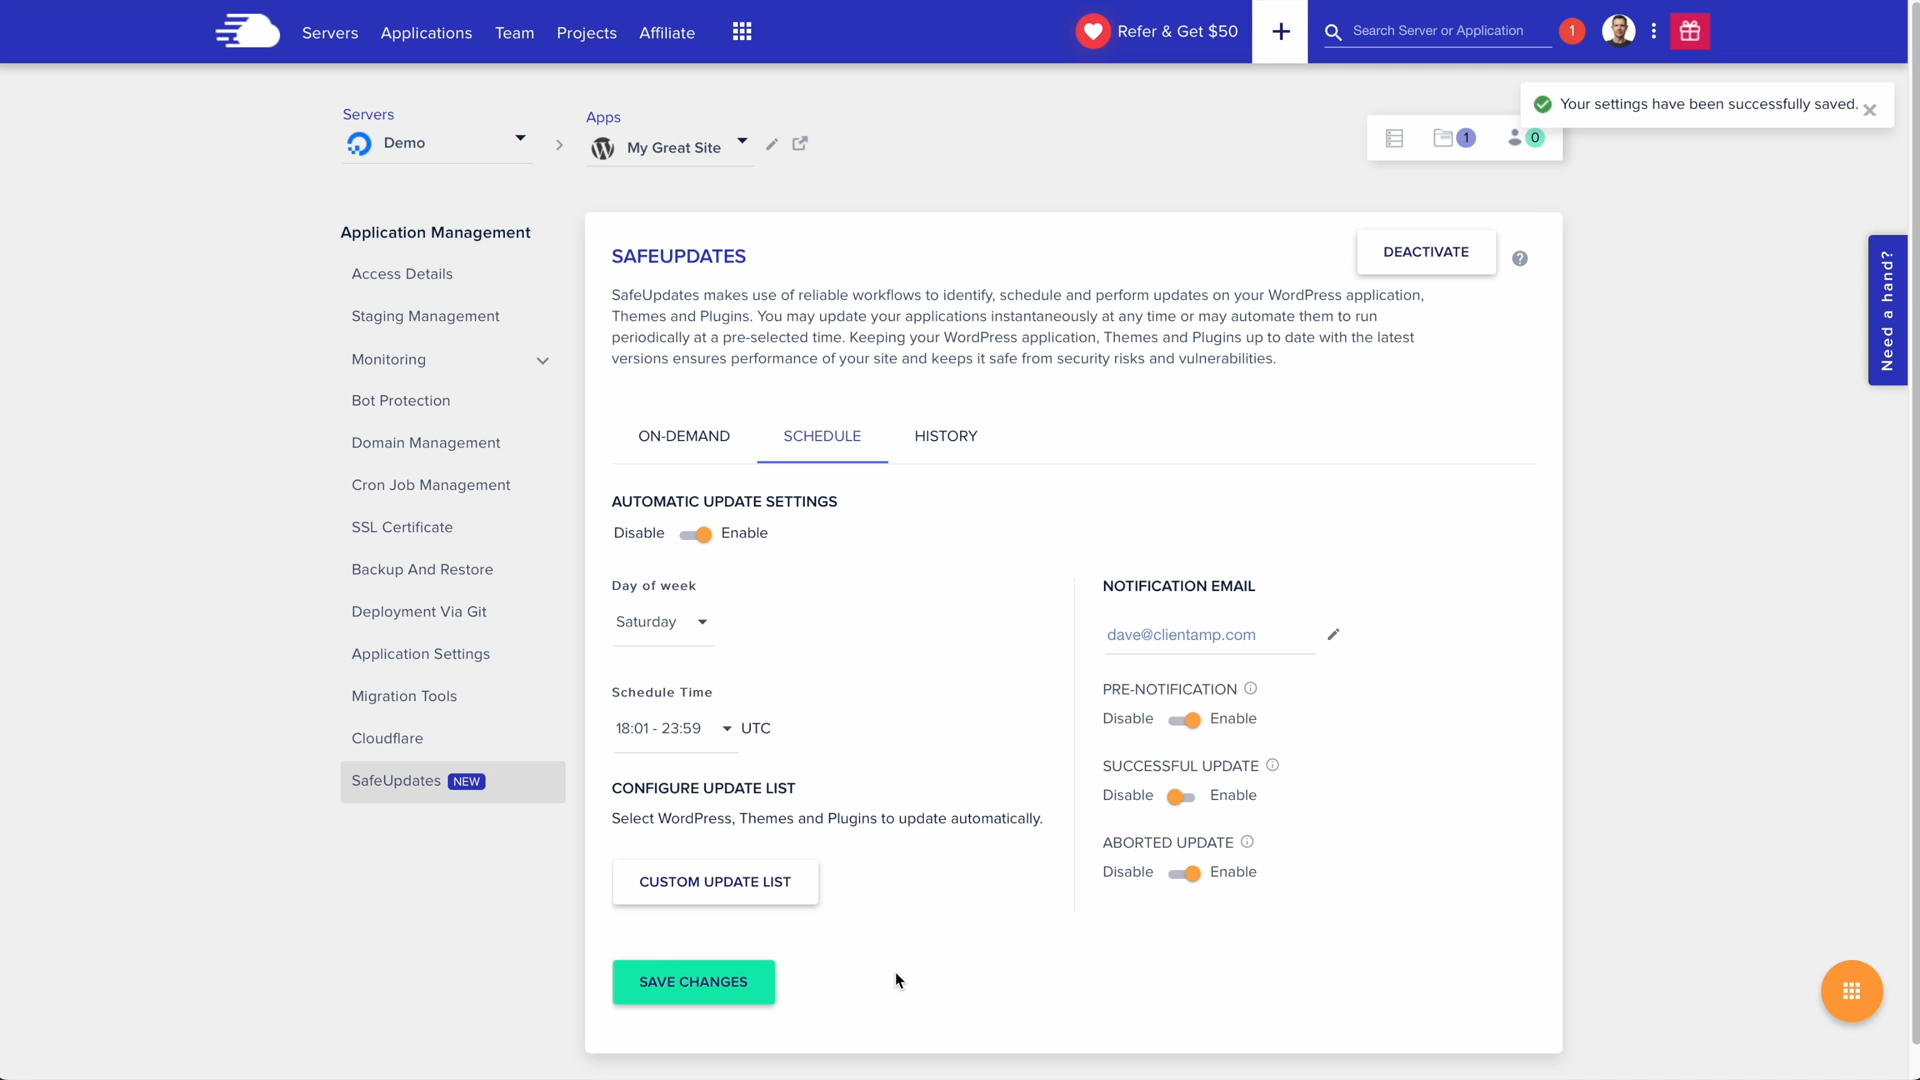 Servers Applications Team Projects Affiliate
Refer & Get $50
+
Search Server or Application
1
Your settings have been successfully saved.
Servers
Demo
Apps
My Great Site
1
0
Need a hand?
Application Management
Access Details
Staging Management
Monitoring
Bot Protection
Domain Management
Cron Job Management
SSL Certificate
Backup And Restore
Deployment Via Git
Application Settings
Migration Tools
Cloudflare
SafeUpdates NEW
SAFEUPDATES
DEACTIVATE
?
SafeUpdates makes use of reliable workflows to identify, schedule and perform updates on your WordPress application,
Themes and Plugins. You may update your applications instantaneously at any time or may automate them to run
periodically at a pre-selected time. Keeping your WordPress application, Themes and Plugins up to date with the latest
versions ensures performance of your site and keeps it safe from security risks and vulnerabilities.
ON-DEMAND SCHEDULE HISTORY
AUTOMATIC UPDATE SETTINGS
Disable Enable
Day of week
Saturday
Schedule Time
18:01 - 23:59 UTC
CONFIGURE UPDATE LIST
Select WordPress, Themes and Plugins to update automatically.
CUSTOM UPDATE LIST
SAVE CHANGES
NOTIFICATION EMAIL
dave@clientamp.com
PRE-NOTIFICATION
Disable Enable
SUCCESSFUL UPDATE
Disable Enable
ABORTED UPDATE
Disable Enable